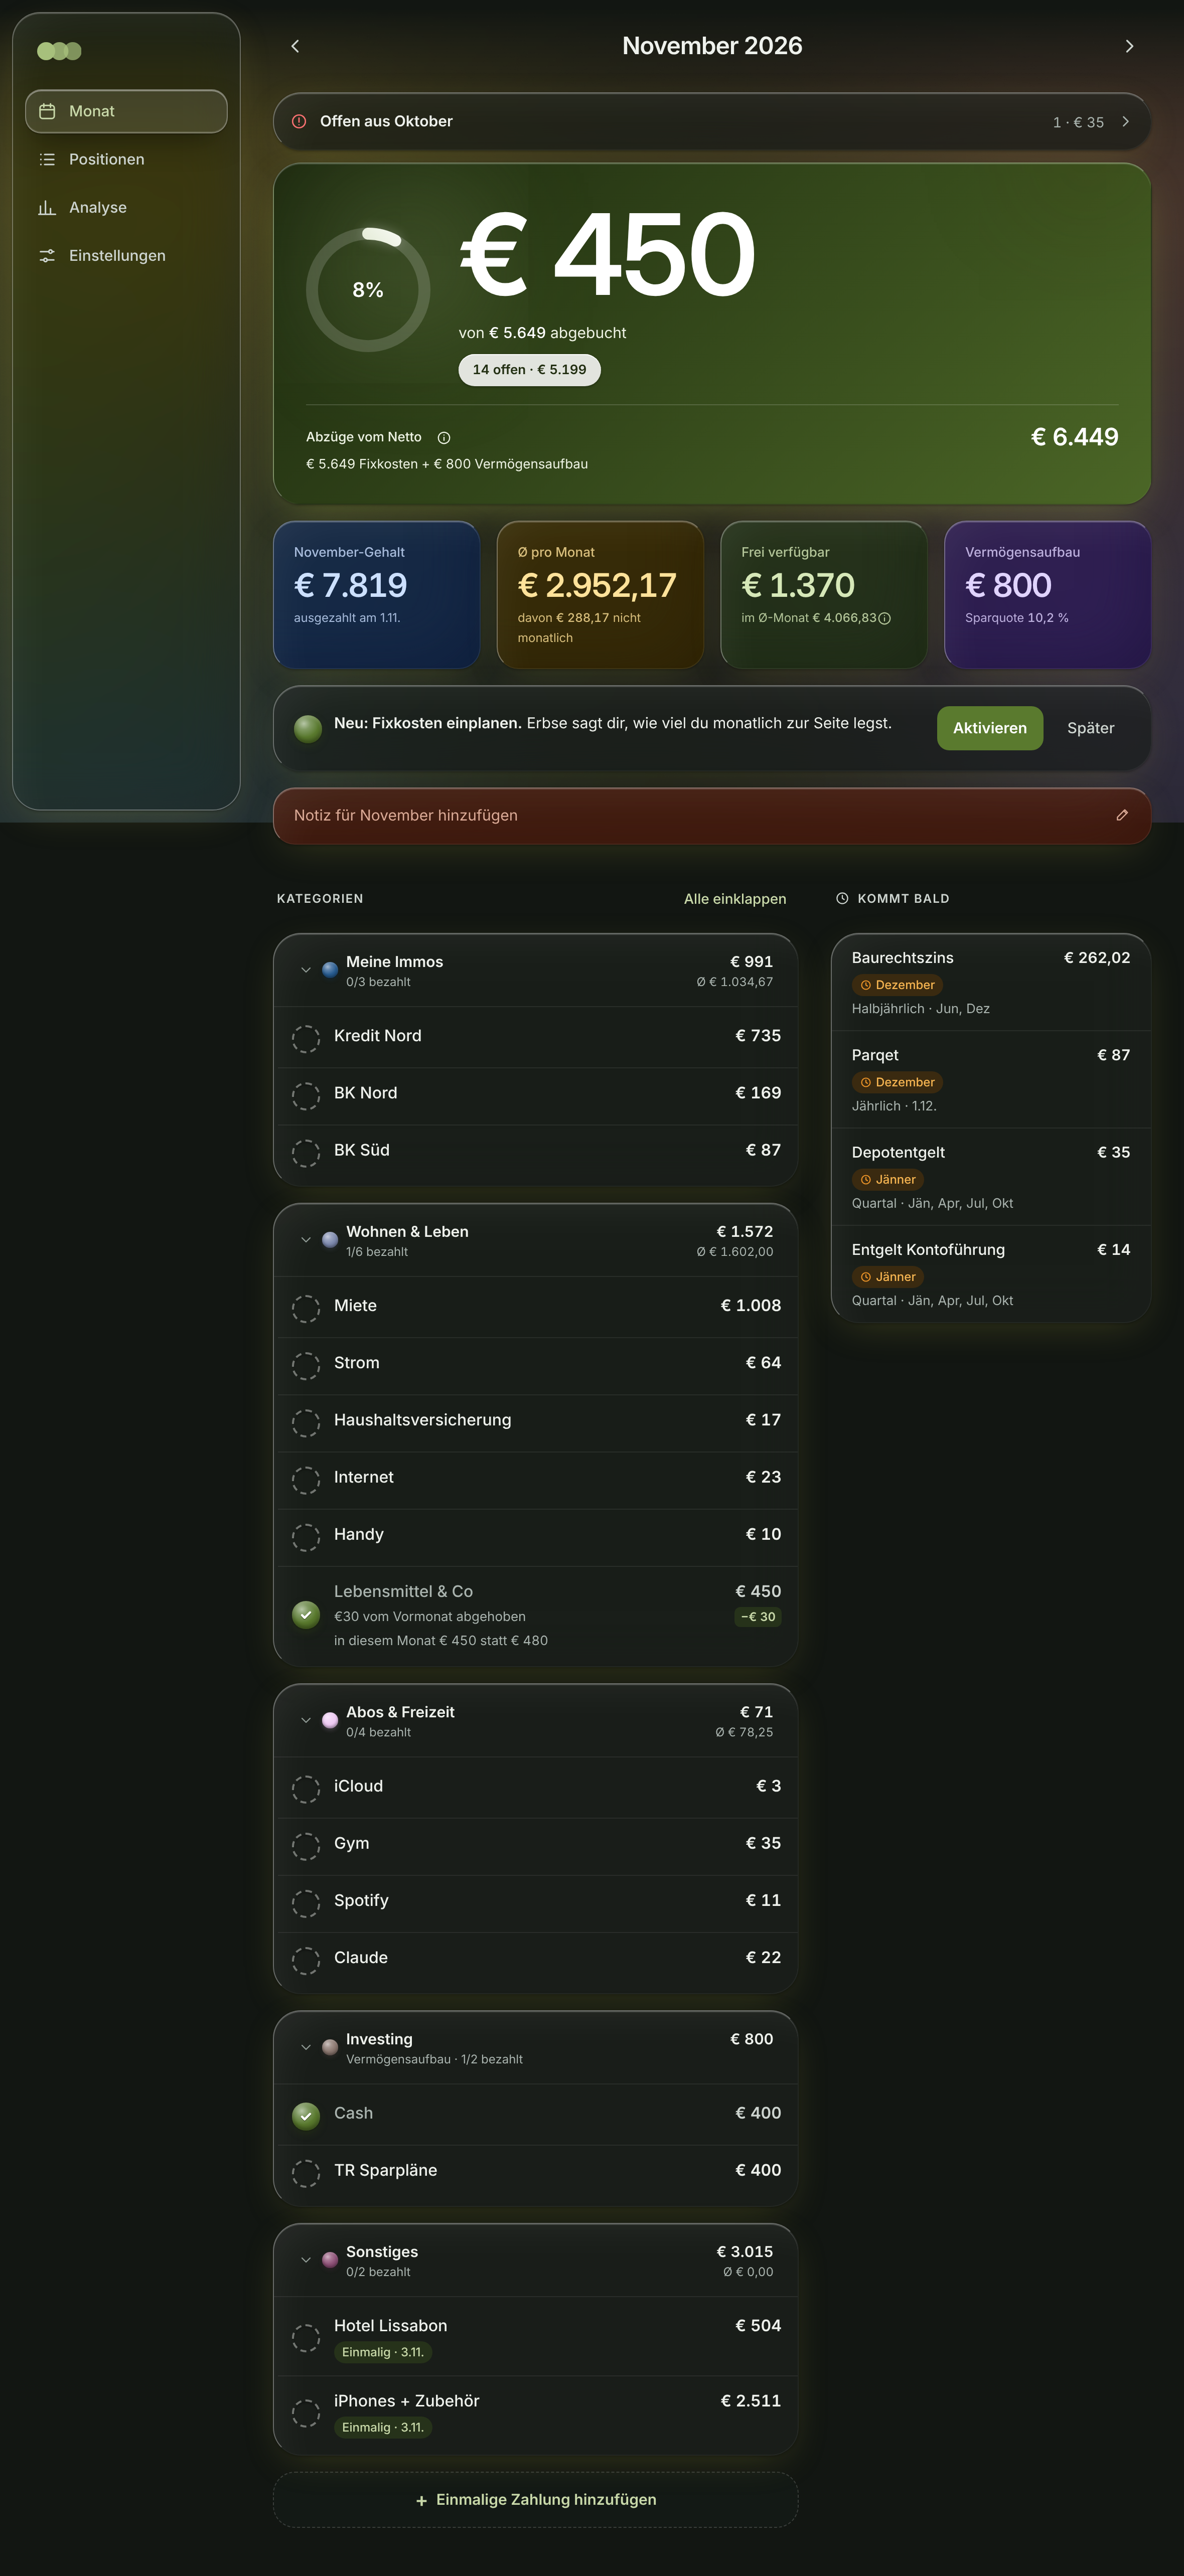 November 2026
Monat
Positionen
Analyse
Einstellungen
Offen aus Oktober
1 · € 35
8%
€ 450
von € 5.649 abgebucht
14 offen · € 5.199
Abzüge vom Netto
€ 6.449
€ 5.649 Fixkosten + € 800 Vermögensaufbau
November-Gehalt
€ 7.819
ausgezahlt am 1.11.
Ø pro Monat
€ 2.952,17
davon € 288,17 nicht
monatlich
Frei verfügbar
€ 1.370
im Ø-Monat € 4.066,83
Vermögensaufbau
€ 800
Sparquote 10,2 %
Neu: Fixkosten einplanen. Erbse sagt dir, wie viel du monatlich zur Seite legst.
Aktivieren
Später
Notiz für November hinzufügen
KATEGORIEN
Alle einklappen
Meine Immos
€ 991
0/3 bezahlt
Ø € 1.034,67
Kredit Nord
€ 735
BK Nord
€ 169
BK Süd
€ 87
Wohnen & Leben
€ 1.572
1/6 bezahlt
Ø € 1.602,00
Miete
€ 1.008
Strom
€ 64
Haushaltsversicherung
€ 17
Internet
€ 23
Handy
€ 10
Lebensmittel & Co
€ 450
€30 vom Vormonat abgehoben
−€ 30
in diesem Monat € 450 statt € 480
Abos & Freizeit
€ 71
0/4 bezahlt
Ø € 78,25
iCloud
€ 3
Gym
€ 35
Spotify
€ 11
Claude
€ 22
Investing
€ 800
Vermögensaufbau · 1/2 bezahlt
Cash
€ 400
TR Sparpläne
€ 400
Sonstiges
€ 3.015
0/2 bezahlt
Ø € 0,00
Hotel Lissabon
€ 504
Einmalig · 3.11.
iPhones + Zubehör
€ 2.511
Einmalig · 3.11.
+ Einmalige Zahlung hinzufügen
KOMMT BALD
Baurechtszins
€ 262,02
Dezember
Halbjährlich · Jun, Dez
Parqet
€ 87
Dezember
Jährlich · 1.12.
Depotentgelt
€ 35
Jänner
Quartal · Jän, Apr, Jul, Okt
Entgelt Kontoführung
€ 14
Jänner
Quartal · Jän, Apr, Jul, Okt